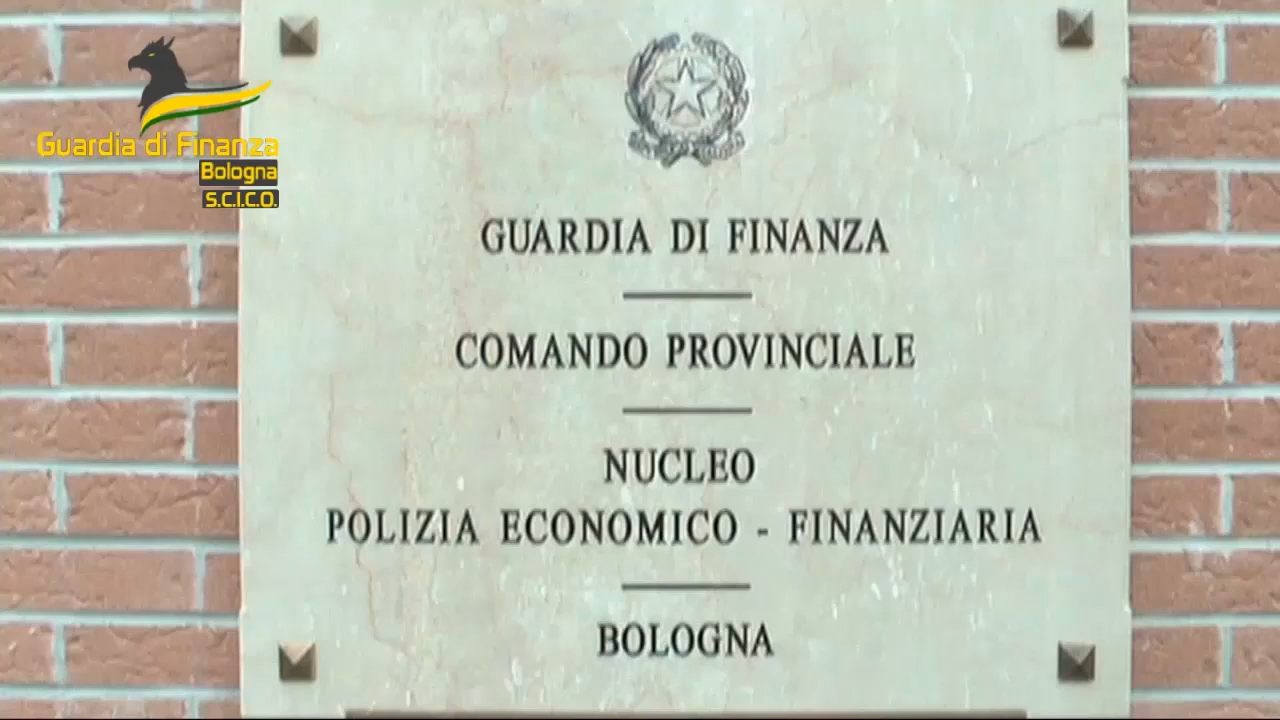 Guardia di Finanza
Bologna
S.C.I.C.O.
GUARDIA DI FINANZA
COMANDO PROVINCIALE
NUCLEO
POLIZIA ECONOMICO - FINANZIARIA
BOLOGNA